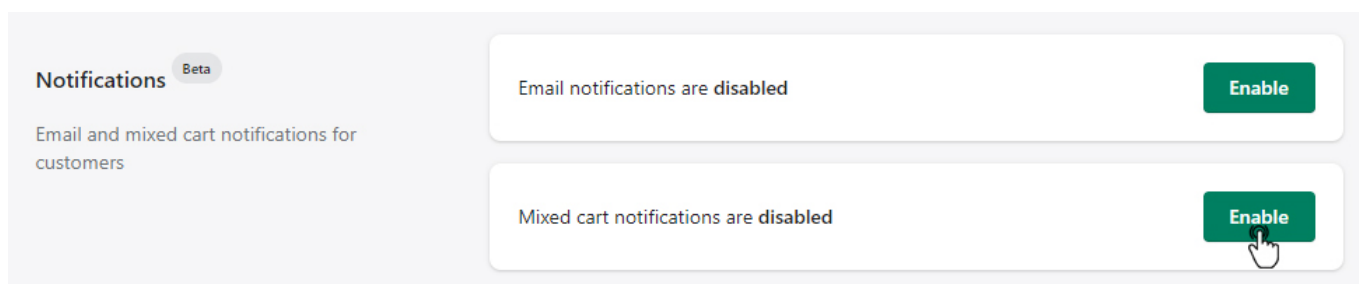 Notifications Beta
Email and mixed cart notifications for
customers
Email notifications are disabled
Enable
Mixed cart notifications are disabled
Enable